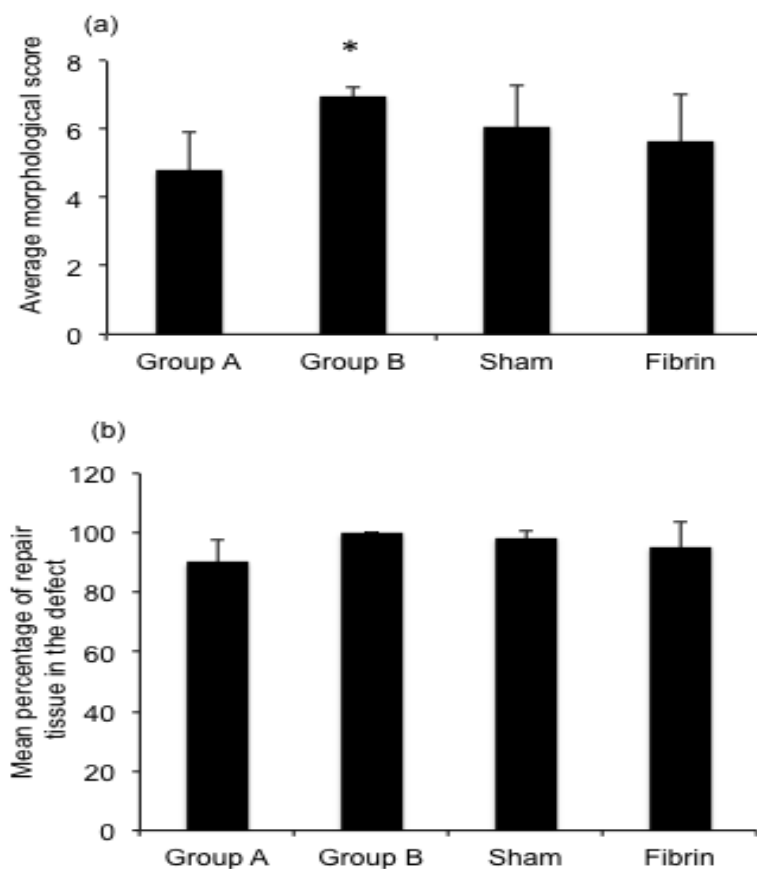 (a)
*
Average morphological score
8
6
4
2
0
Group A Group B Sham Fibrin
(b)
Mean percentage of repair
tissue in the defect
120
100
80
60
40
20
0
Group A Group B Sham Fibrin